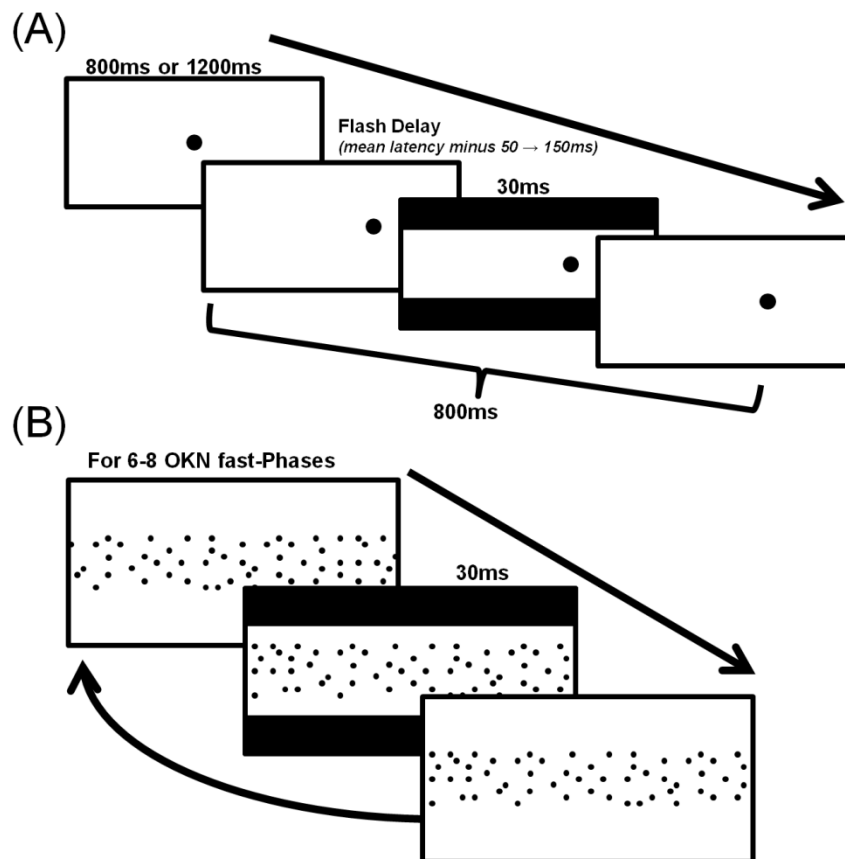 (A)
800ms or 1200ms
Flash Delay
(mean latency minus 50 → 150ms)
30ms
800ms
(B)
For 6-8 OKN fast-Phases
30ms